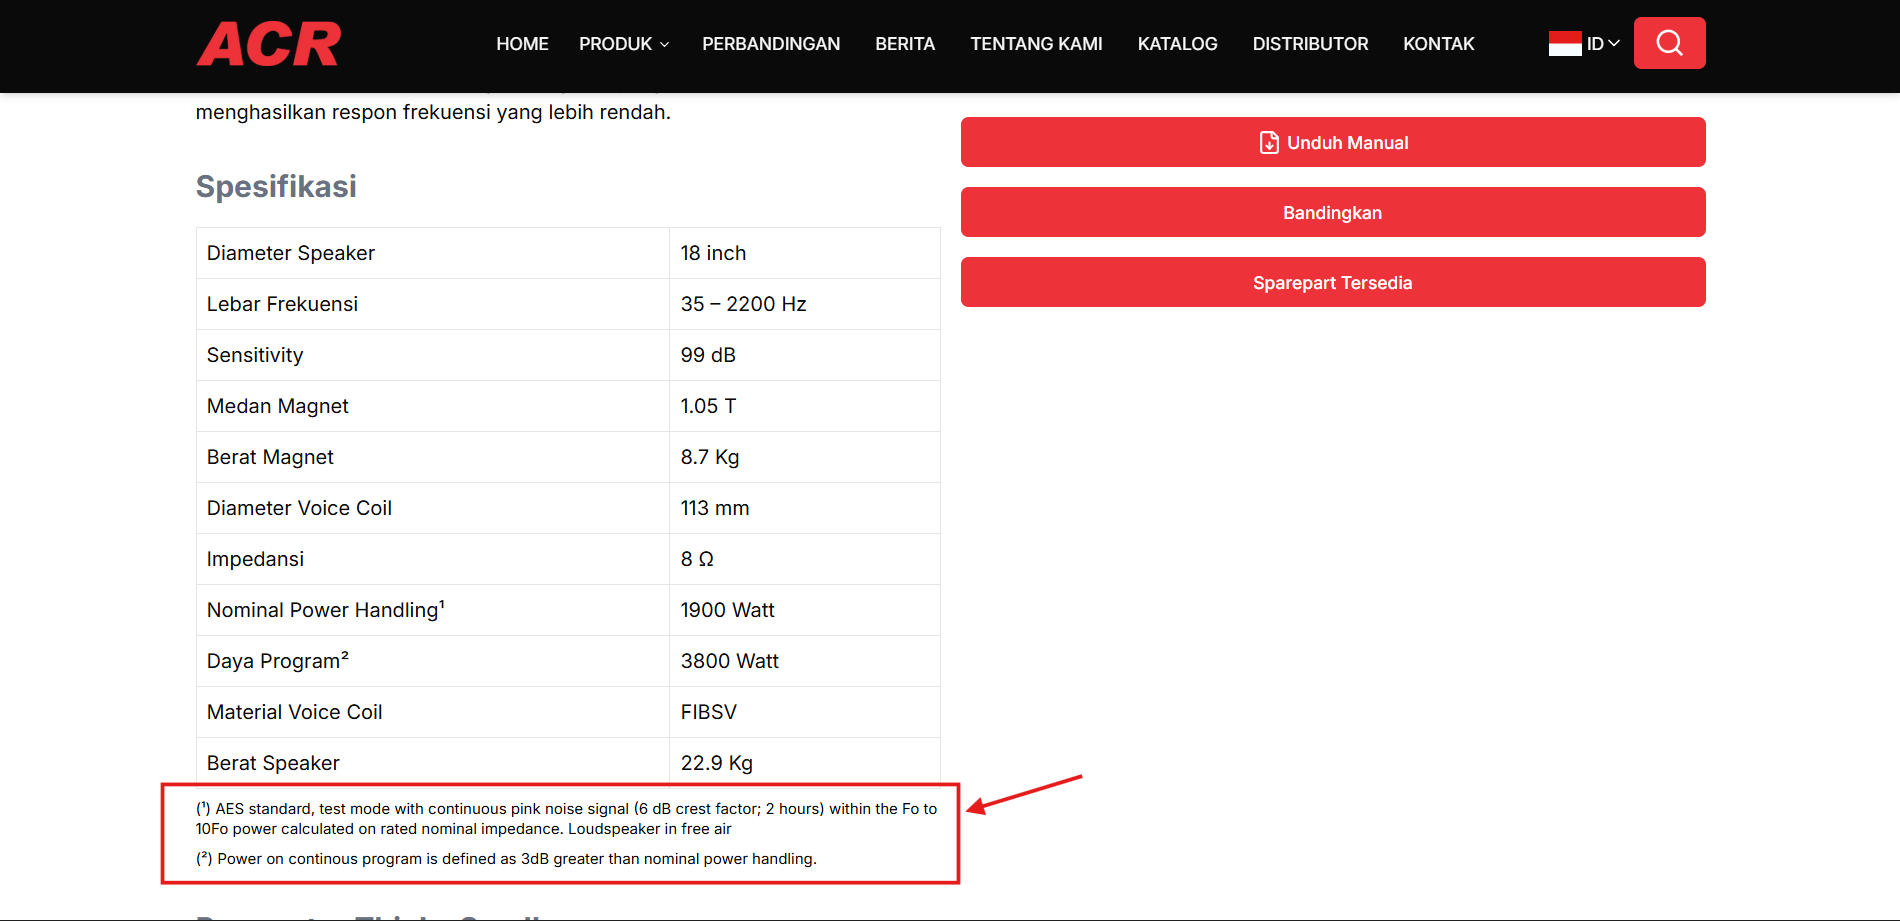 ACR
HOME
PRODUK
PERBANDINGAN
BERITA
TENTANG KAMI
KATALOG
DISTRIBUTOR
KONTAK
ID
menghasilkan respon frekuensi yang lebih rendah.
Unduh Manual
Bandingkan
Sparepart Tersedia
Spesifikasi
Diameter Speaker 18 inch
Lebar Frekuensi 35 – 2200 Hz
Sensitivity 99 dB
Medan Magnet 1.05 T
Berat Magnet 8.7 Kg
Diameter Voice Coil 113 mm
Impedansi 8 Ω
Nominal Power Handling¹ 1900 Watt
Daya Program² 3800 Watt
Material Voice Coil FIBSV
Berat Speaker 22.9 Kg
(¹) AES standard, test mode with continuous pink noise signal (6 dB crest factor; 2 hours) within the Fo to
10Fo power calculated on rated nominal impedance. Loudspeaker in free air
(²) Power on continous program is defined as 3dB greater than nominal power handling.